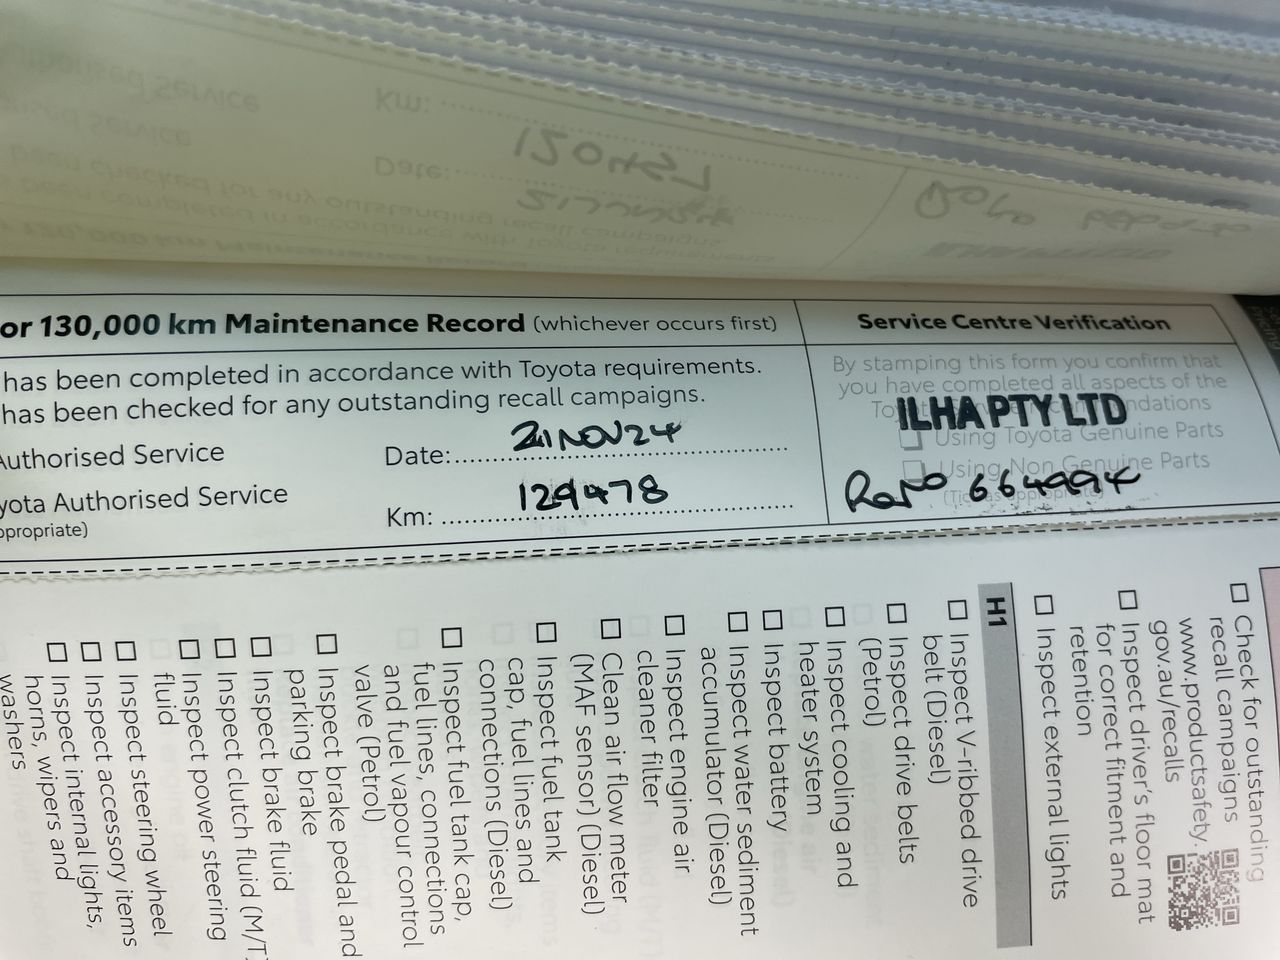 or 130,000 km Maintenance Record (whichever occurs first)
has been completed in accordance with Toyota requirements.
has been checked for any outstanding recall campaigns.
Authorised Service
Date:
21 NOV 24
yota Authorised Service
ppropriate)
Km:
129478
Service Centre Verification
By stamping this form you confirm that
you have completed all aspects of the
ndations
ILHA PTY LTD
Using Toyota Genuine Parts
Using Non Genuine Parts
664994
Check for outstanding
recall campaigns
www.productsafety.
gov.au/recalls
Inspect driver's floor mat
for correct fitment and
retention
Inspect external lights
H1
Inspect V-ribbed drive
belt (Diesel)
Inspect drive belts
(Petrol)
Inspect cooling and
heater system
Inspect battery
Inspect water sediment
accumulator (Diesel)
Inspect engine air
cleaner filter
Clean air flow meter
(MAF sensor) (Diesel)
Inspect fuel tank
cap, fuel lines and
connections (Diesel)
Inspect fuel tank cap,
fuel lines, connections
and fuel vapour control
valve (Petrol)
Inspect brake pedal and
parking brake
Inspect brake fluid
Inspect clutch fluid (M/T)
Inspect power steering
fluid
Inspect steering wheel
Inspect accessory items
Inspect internal lights,
horns, wipers and
washers